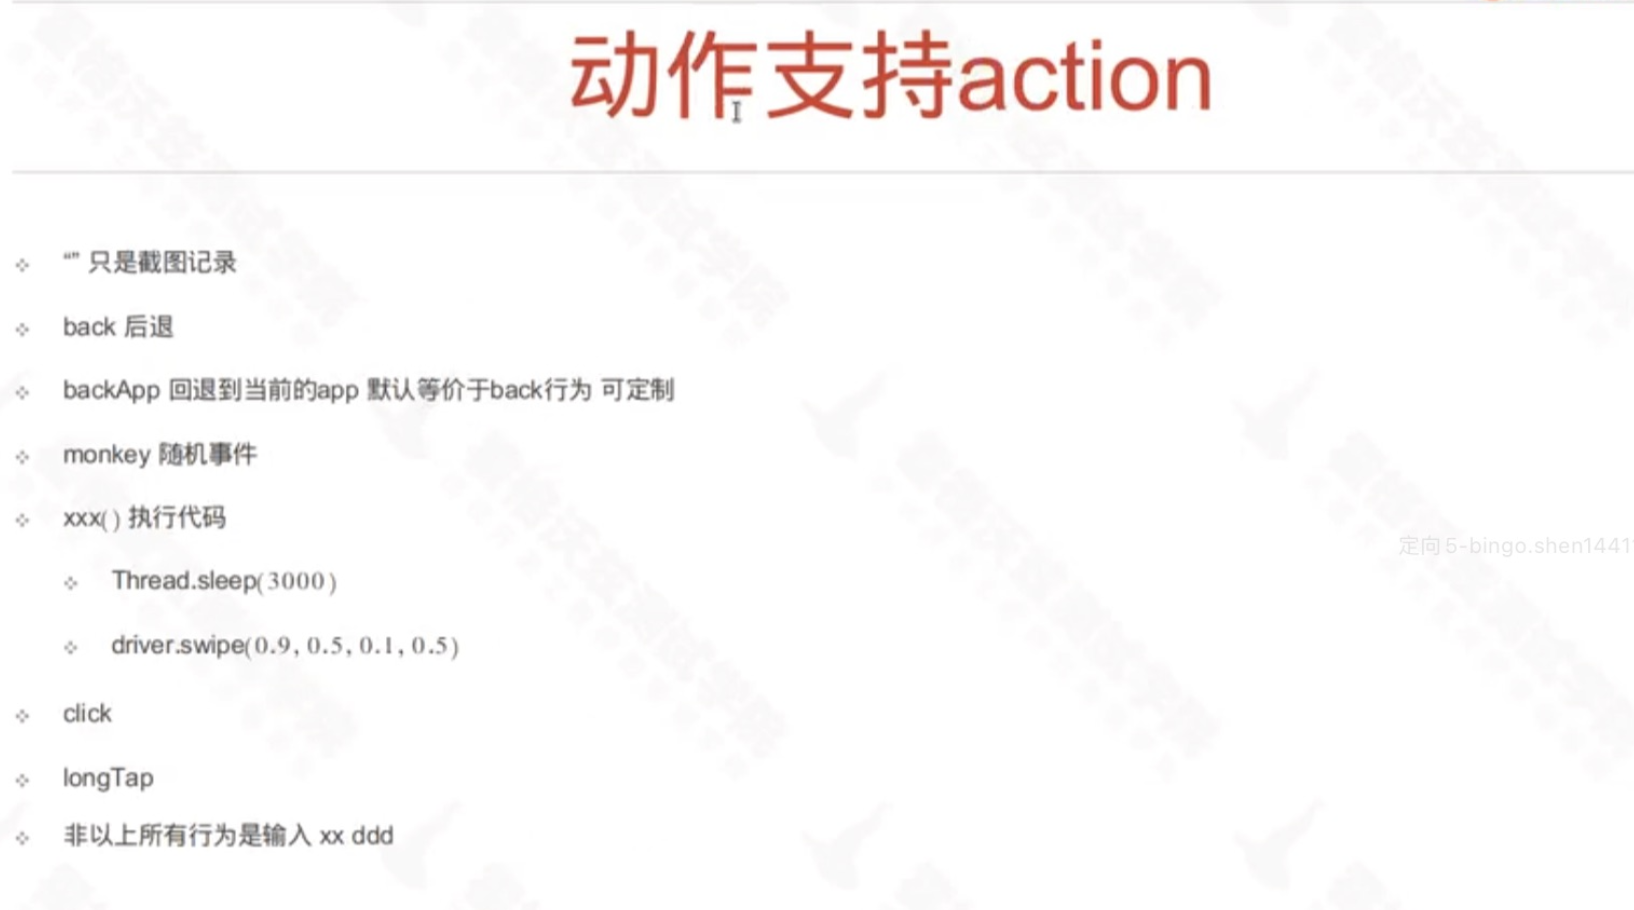 动作支持action
“” 只是截图记录
back 后退
backApp 回退到当前的app 默认等价于back行为 可定制
monkey 随机事件
xxx() 执行代码
Thread.sleep(3000)
定向5-bingo.shen1441
driver.swipe(0.9, 0.5, 0.1, 0.5)
click
longTap
非以上所有行为是输入 xx ddd